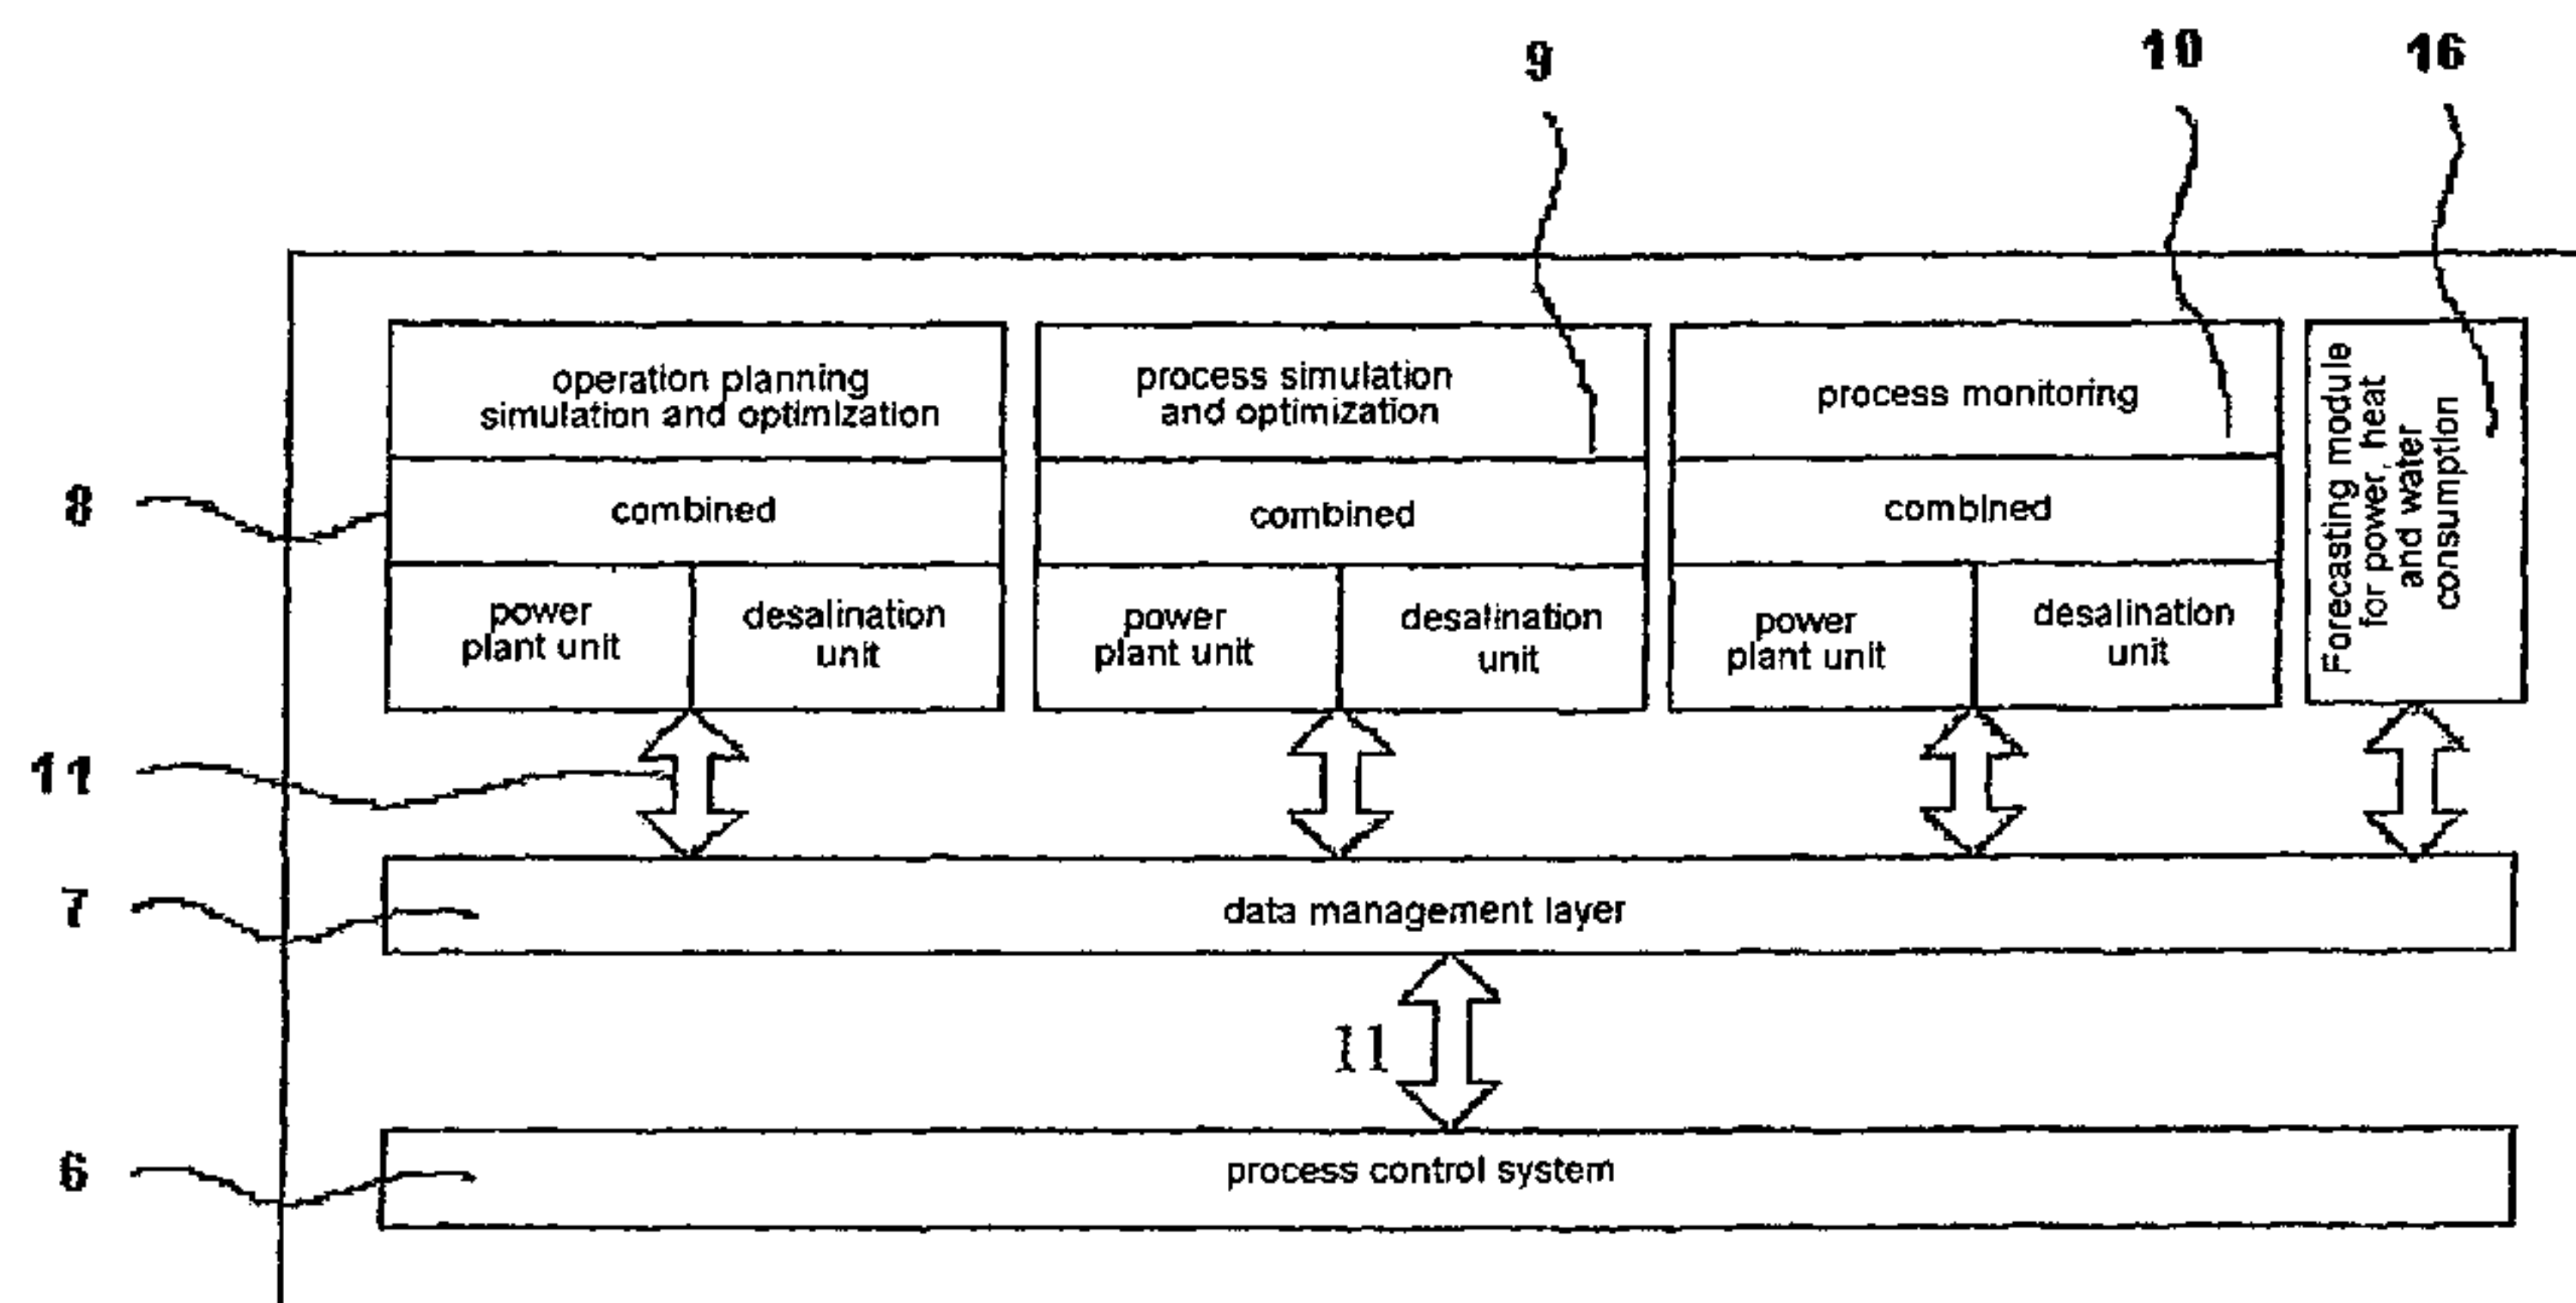 9
10
16
operation planning
simulation and optimization
process simulation
and optimization
process monitoring
Forecasting module
for power, heat
and water
consumption
8
combined
combined
combined
power
plant unit
desalination
unit
power
plant unit
desalination
unit
power
plant unit
desalination
unit
11
7
data management layer
11
6
process control system